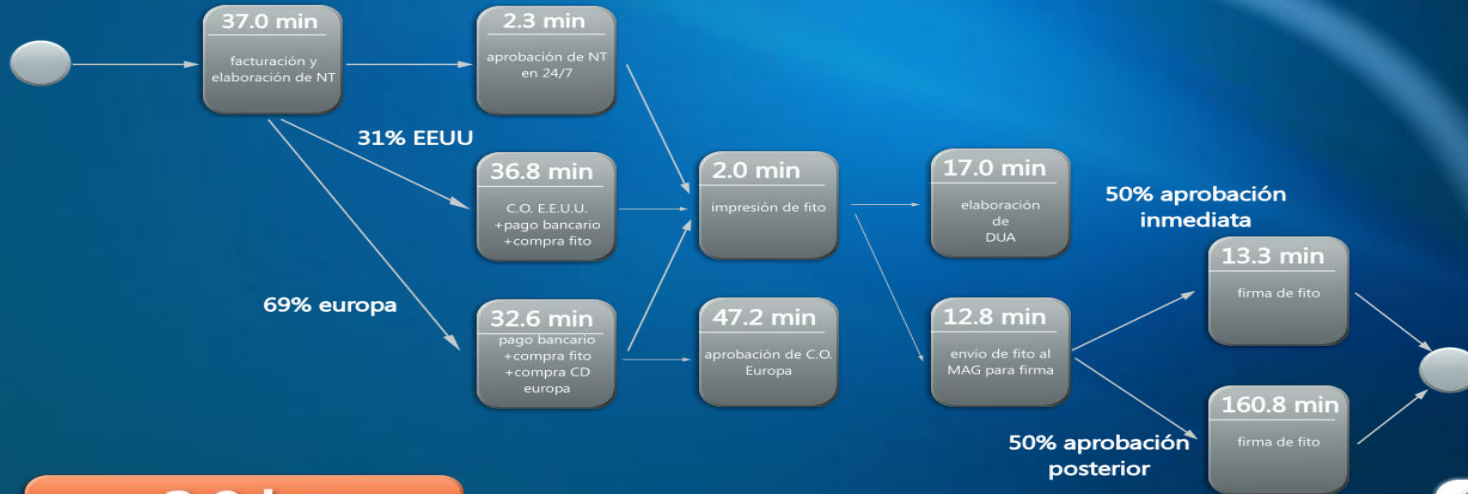 37.0 min
facturación y
elaboración de NT
2.3 min
aprobación de NT
en 24/7
31% EEUU
36.8 min
C.O. E.E.U.U.
+pago bancario
+compra fito
2.0 min
impresión de fito
17.0 min
elaboración
de
DUA
50% aprobación
inmediata
13.3 min
firma de fito
69% europa
32.6 min
pago bancario
+compra fito
+compra CD
europa
47.2 min
aprobación de C.O.
Europa
12.8 min
envío de fito al
MAG para firma
160.8 min
firma de fito
50% aprobación
posterior